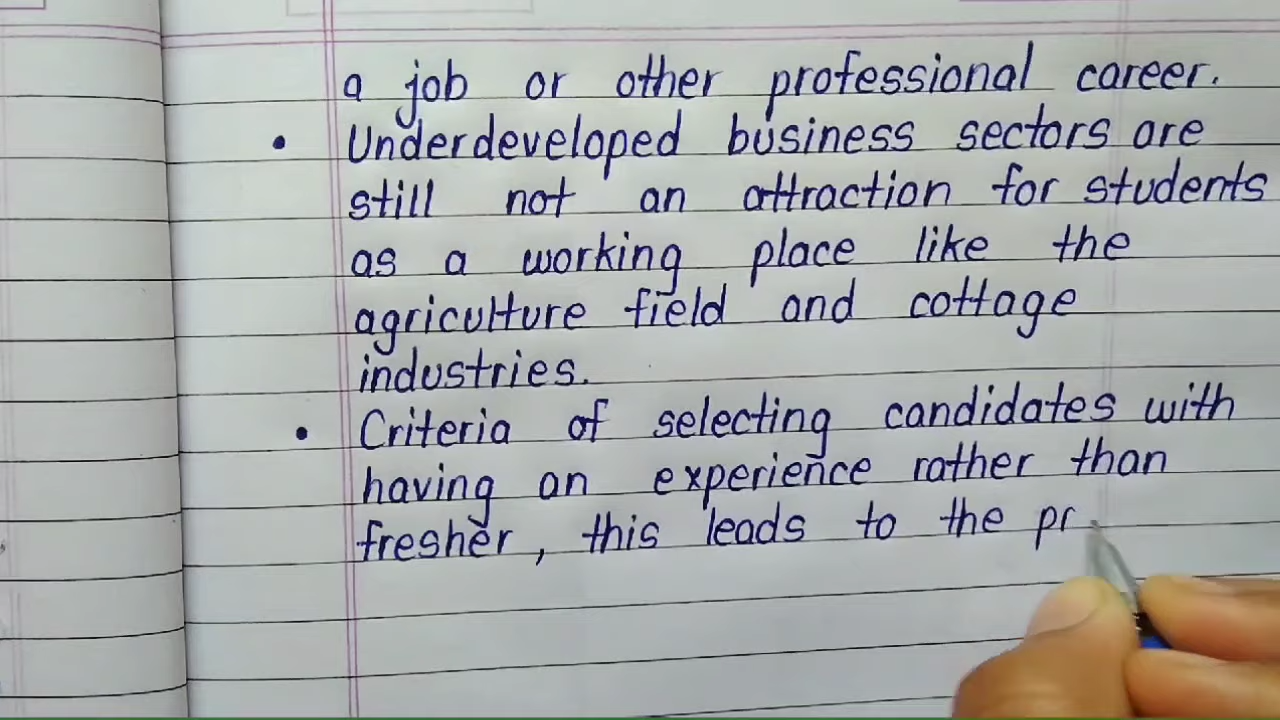 a job or other professional career.
• Underdeveloped business sectors are
still not an attraction for students
as a working place like the
agriculture field and cottage
industries.
• Criteria of selecting candidates with
having an experience rather than
fresher, this leads to the pr